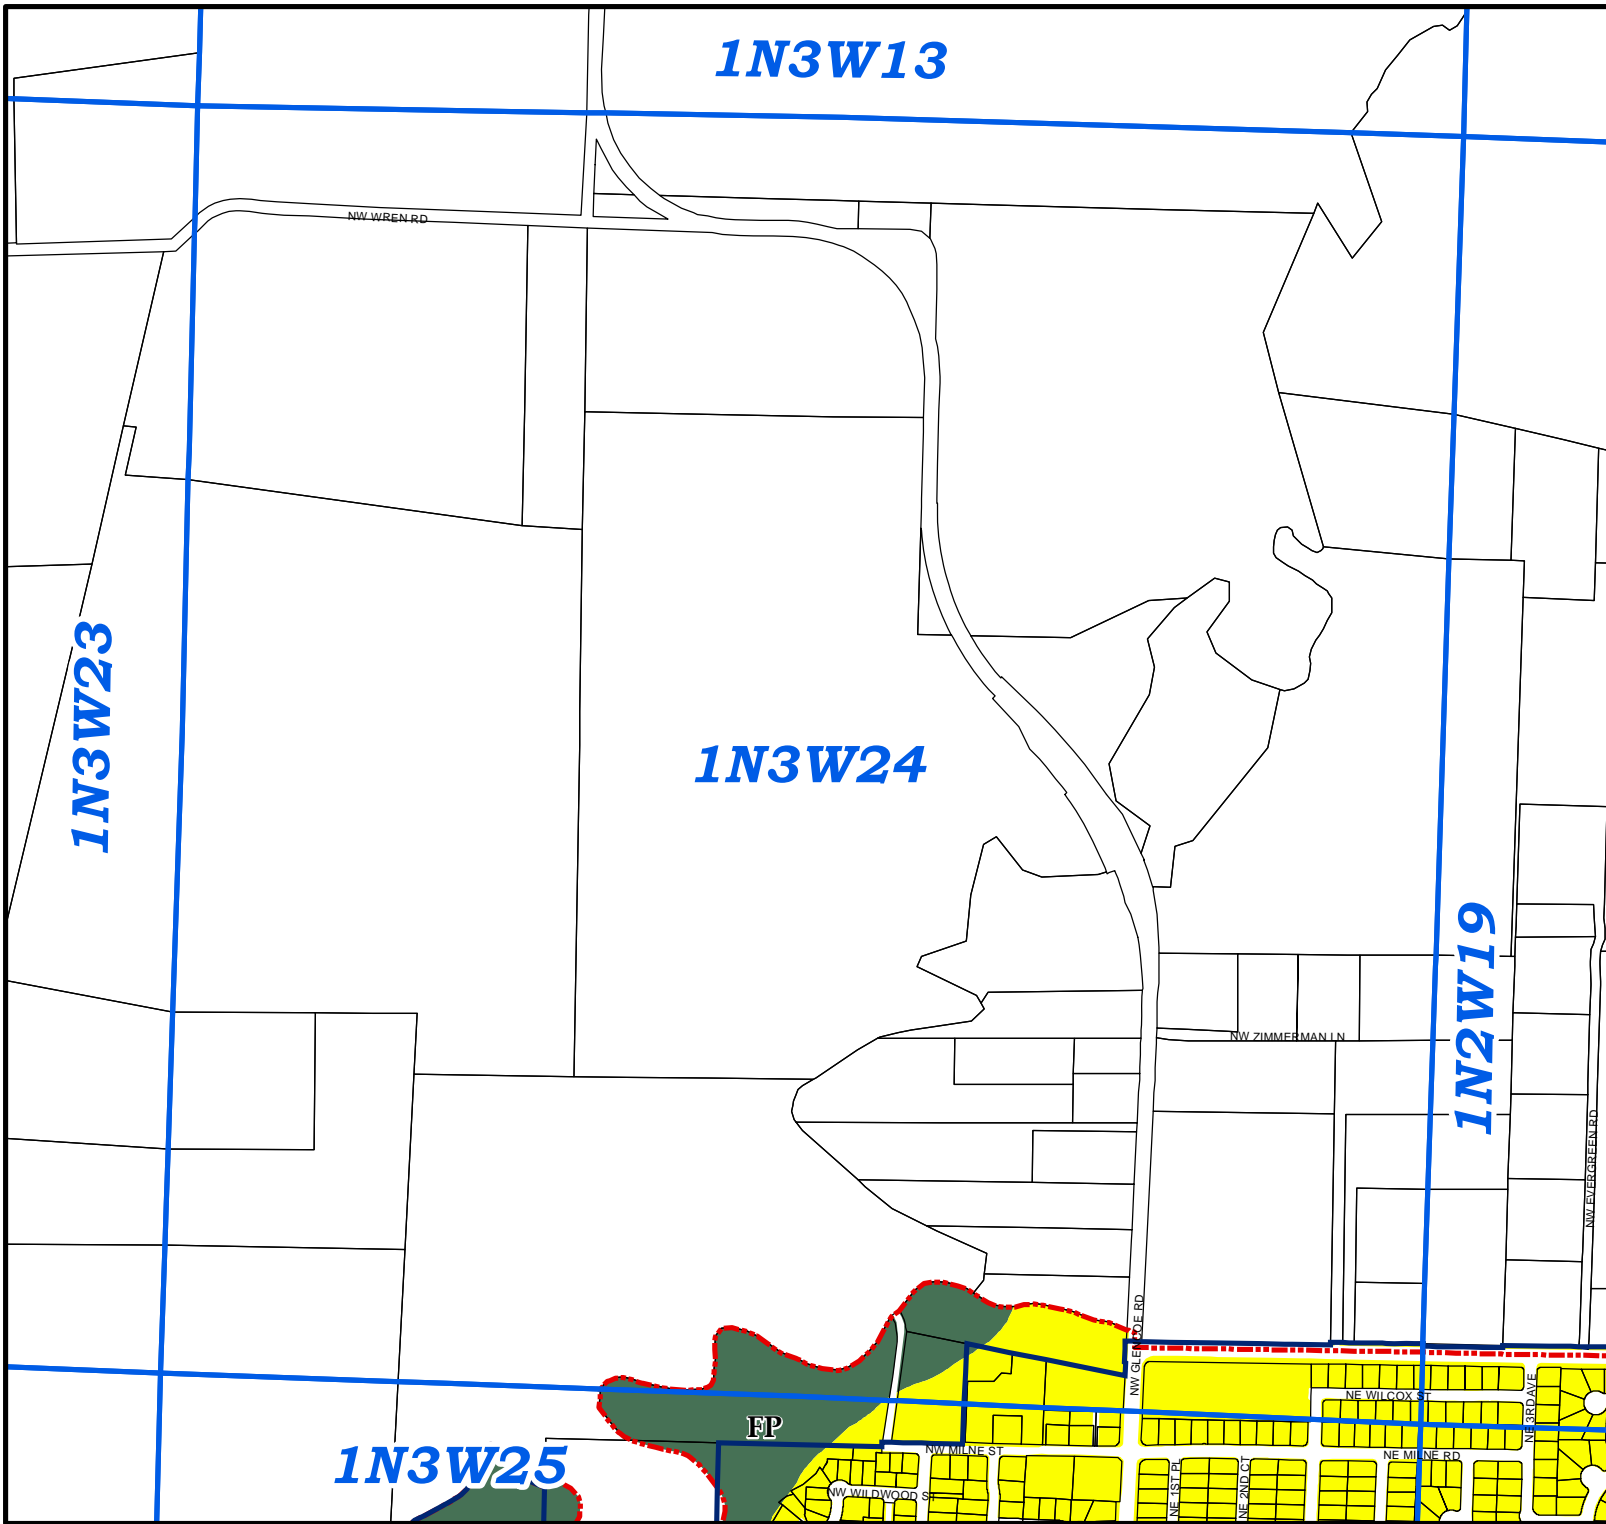 1N3W13
NW WREN RD
1N3W23
1N3W24
1N2W19
NW ZIMMERMAN LN
NW EVERGREEN RD
NW GLENCOE RD
NE WILCOX ST
NE 3RD AVE
FP
1N3W25
NW MILNE ST
NE MILNE RD
NW WILDWOOD ST
NE 1ST PL
NE 2ND CT